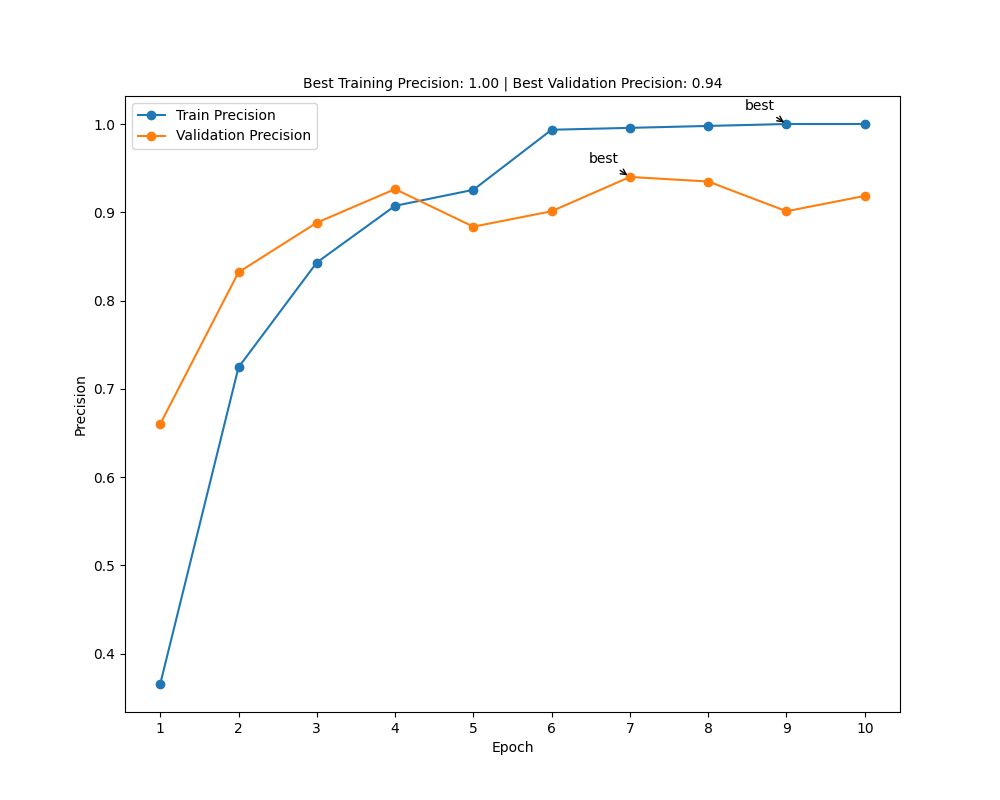 Best Training Precision: 1.00 | Best Validation Precision: 0.94
Train Precision
Validation Precision
best
best
1.0
0.9
0.8
0.7
0.6
0.5
0.4
Precision
1 2 3 4 5 6 7 8 9 10
Epoch